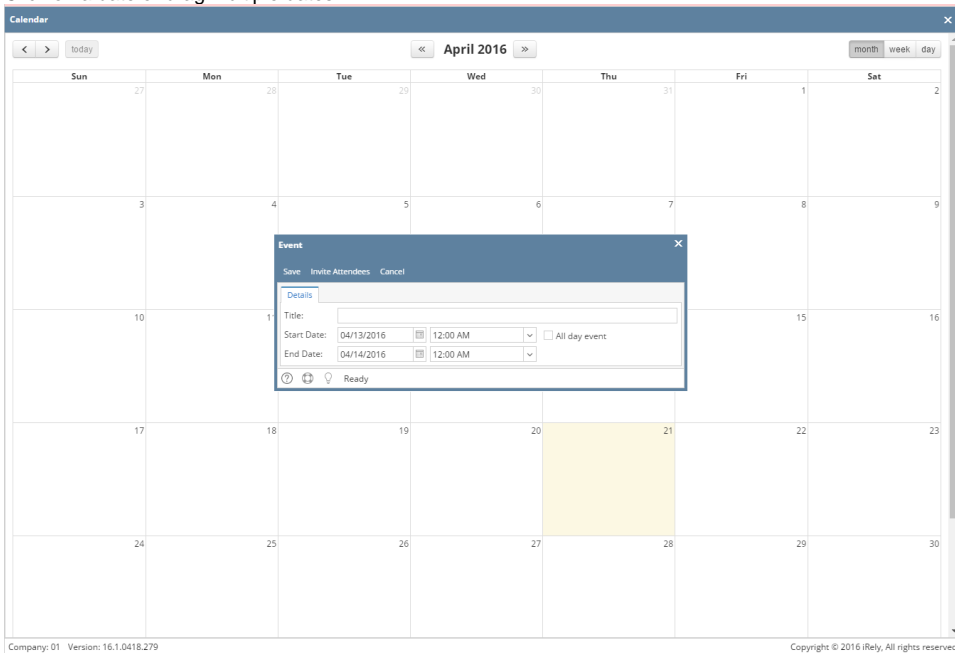 Calendar
today « April 2016 » month week day
Sun Mon Tue Wed Thu Fri Sat
27 28 29 30 31 1 2
3 4 5 6 7 8 9
Event
Save Invite Attendees Cancel
Details
Title:
10 15 16
Start Date: 04/13/2016 12:00 AM All day event
End Date: 04/14/2016 12:00 AM
Ready
17 18 19 20 21 22 23
24 25 26 27 28 29 30
Company: 01 Version: 16.1.0418.279 Copyright © 2016 iRely, All rights reserved